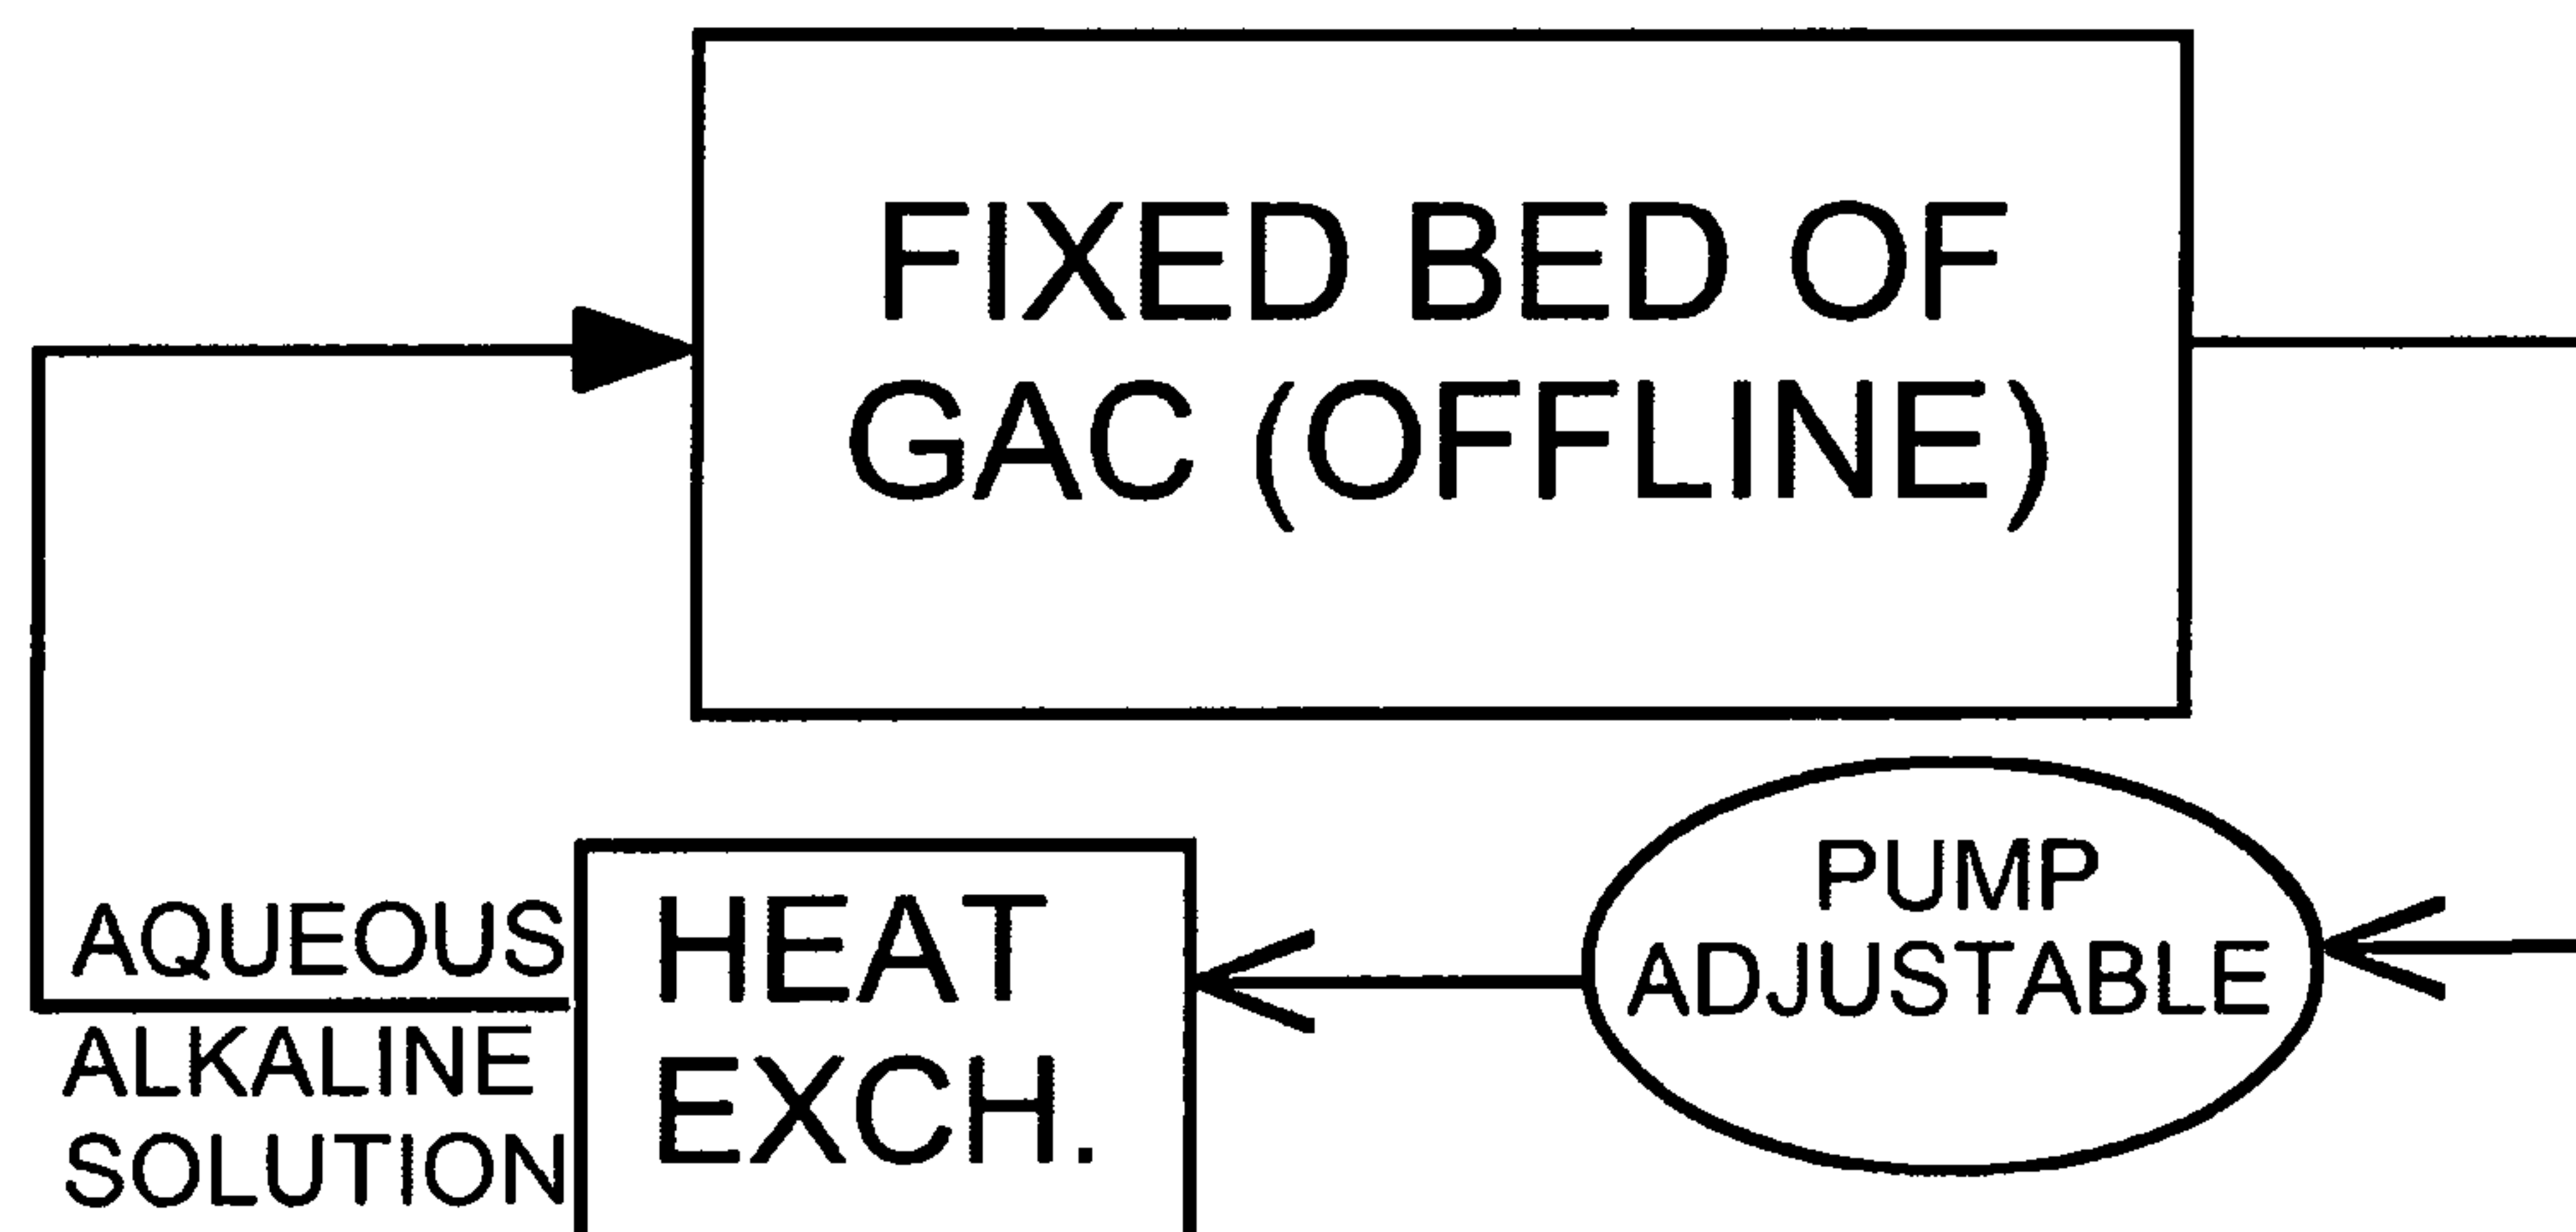 FIXED BED OF
GAC (OFFLINE)
PUMP
ADJUSTABLE
HEAT
EXCH.
AQUEOUS
ALKALINE
SOLUTION